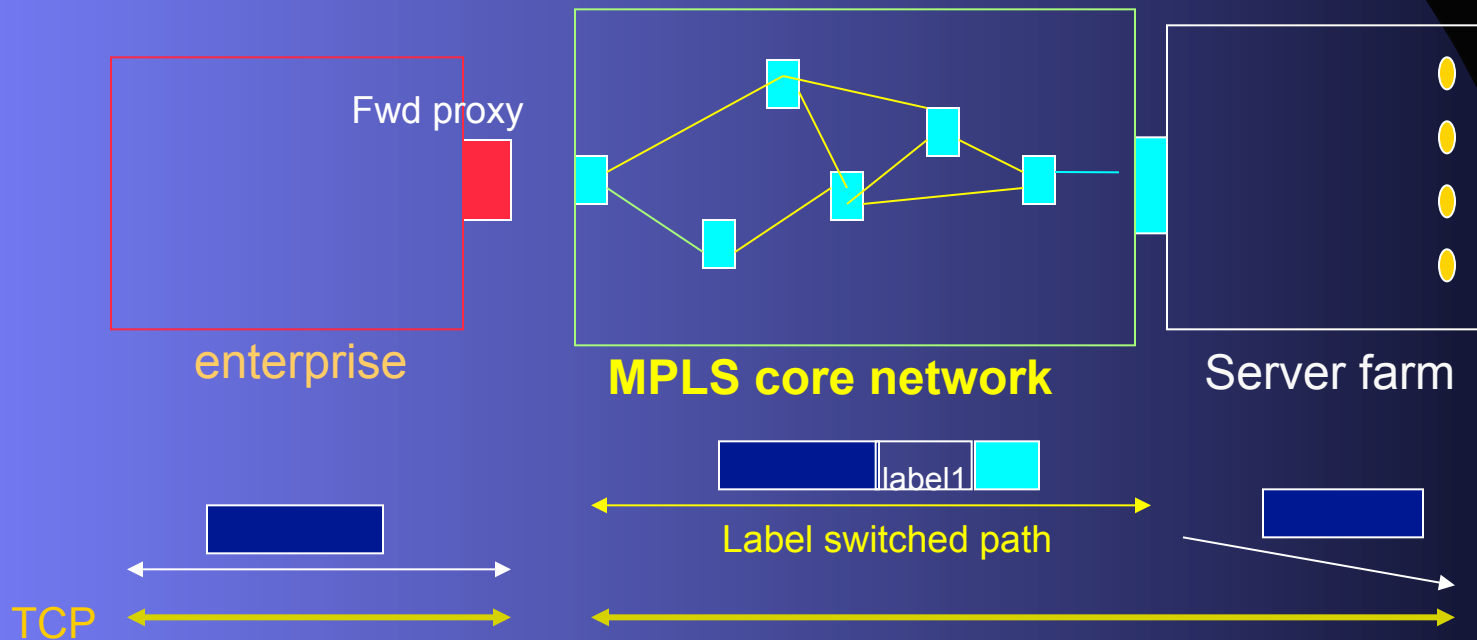 Fwd proxy
enterprise
MPLS core network
Server farm
label1
Label switched path
TCP